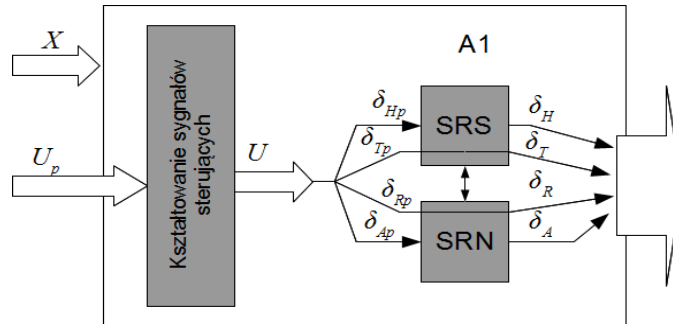 X
A1
U_p
Kształtowanie sygnałów
sterujących
U
δ_Hp
δ_Tp
δ_Rp
δ_Ap
SRS
SRN
δ_H
δ_T
δ_R
δ_A